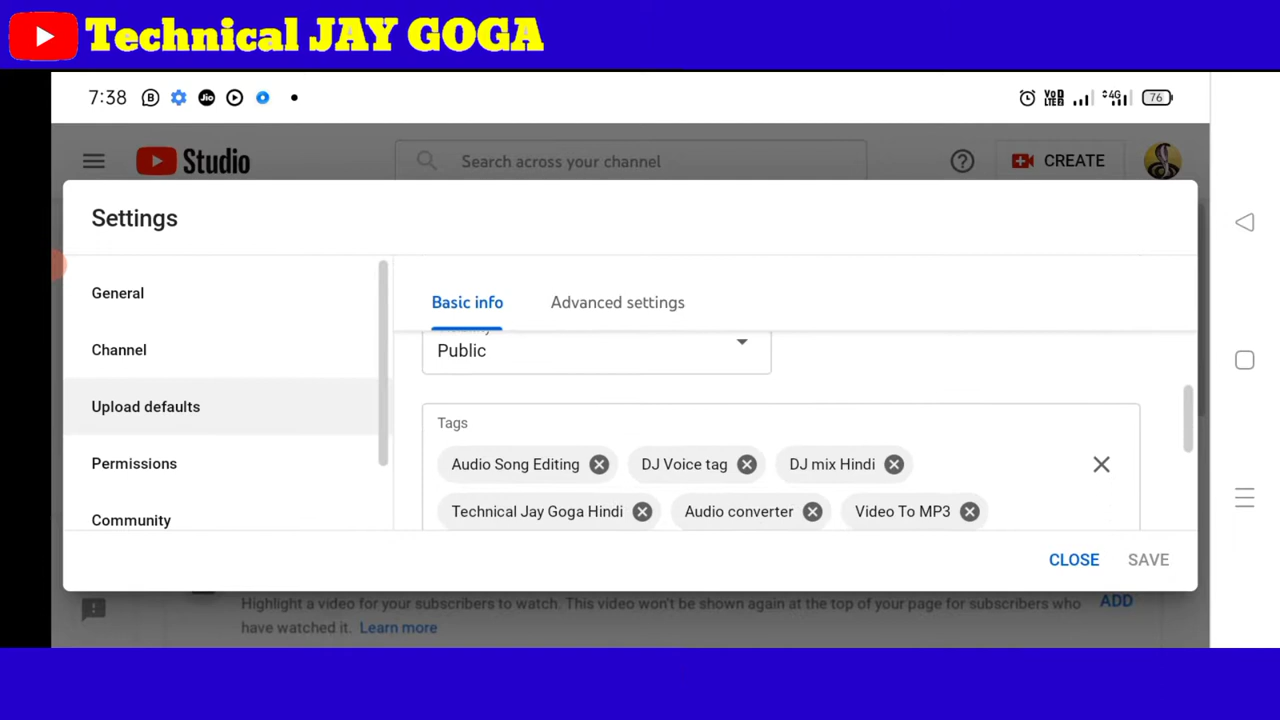 Technical JAY GOGA
7:38
VoD LTE2 4G 76
Studio
Search across your channel
CREATE
Settings
General
Channel
Upload defaults
Permissions
Community
Basic info
Advanced settings
Public
Tags
Audio Song Editing
DJ Voice tag
DJ mix Hindi
Technical Jay Goga Hindi
Audio converter
Video To MP3
CLOSE
SAVE
Highlight a video for your subscribers to watch. This video won't be shown again at the top of your page for subscribers who
have watched it. Learn more
ADD